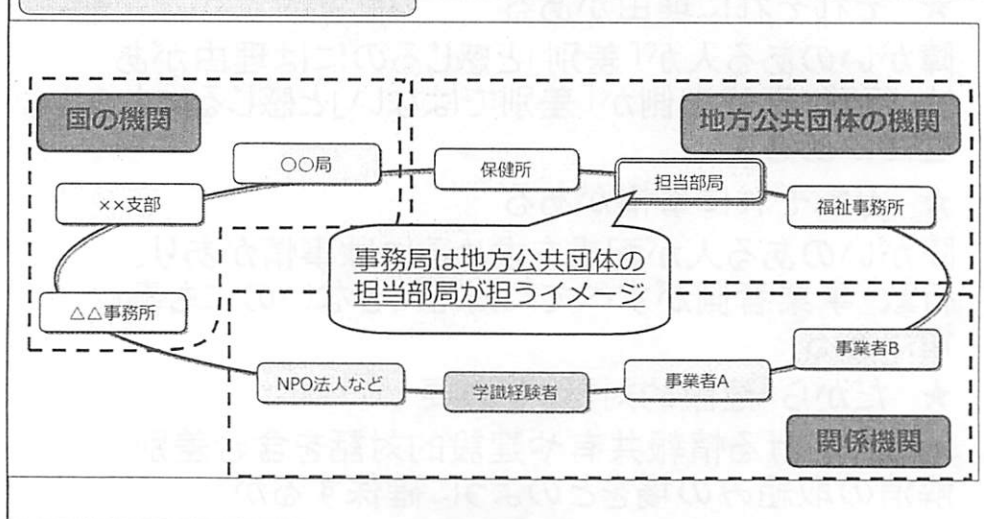 国の機関
地方公共団体の機関
○○局
保健所
担当部局
××支部
福祉事務所
事務局は地方公共団体の
担当部局が担うイメージ
△△事務所
事業者B
NPO法人など
学識経験者
事業者A
関係機関